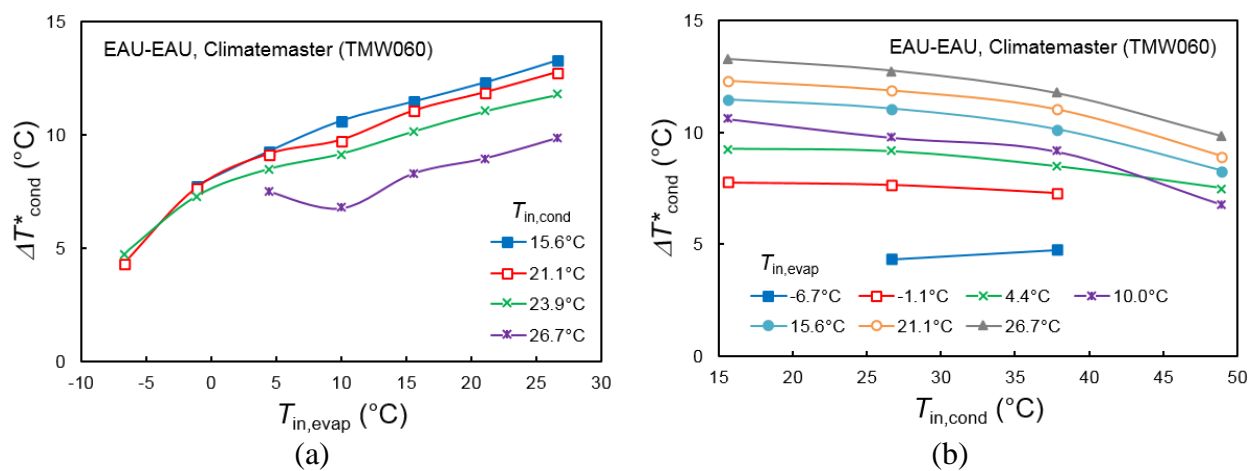 15
10
5
0
-10
-5
0
5
10
15
20
25
30
ΔT*cond (°C)
EAU-EAU, Climatemaster (TMW060)
Tin,cond
15.6°C
21.1°C
23.9°C
26.7°C
Tin,evap (°C)
(a)
15
10
5
0
15
20
25
30
35
40
45
50
ΔT*cond (°C)
EAU-EAU, Climatemaster (TMW060)
Tin,evap
-6.7°C -1.1°C 4.4°C 10.0°C
15.6°C 21.1°C 26.7°C
Tin,cond (°C)
(b)